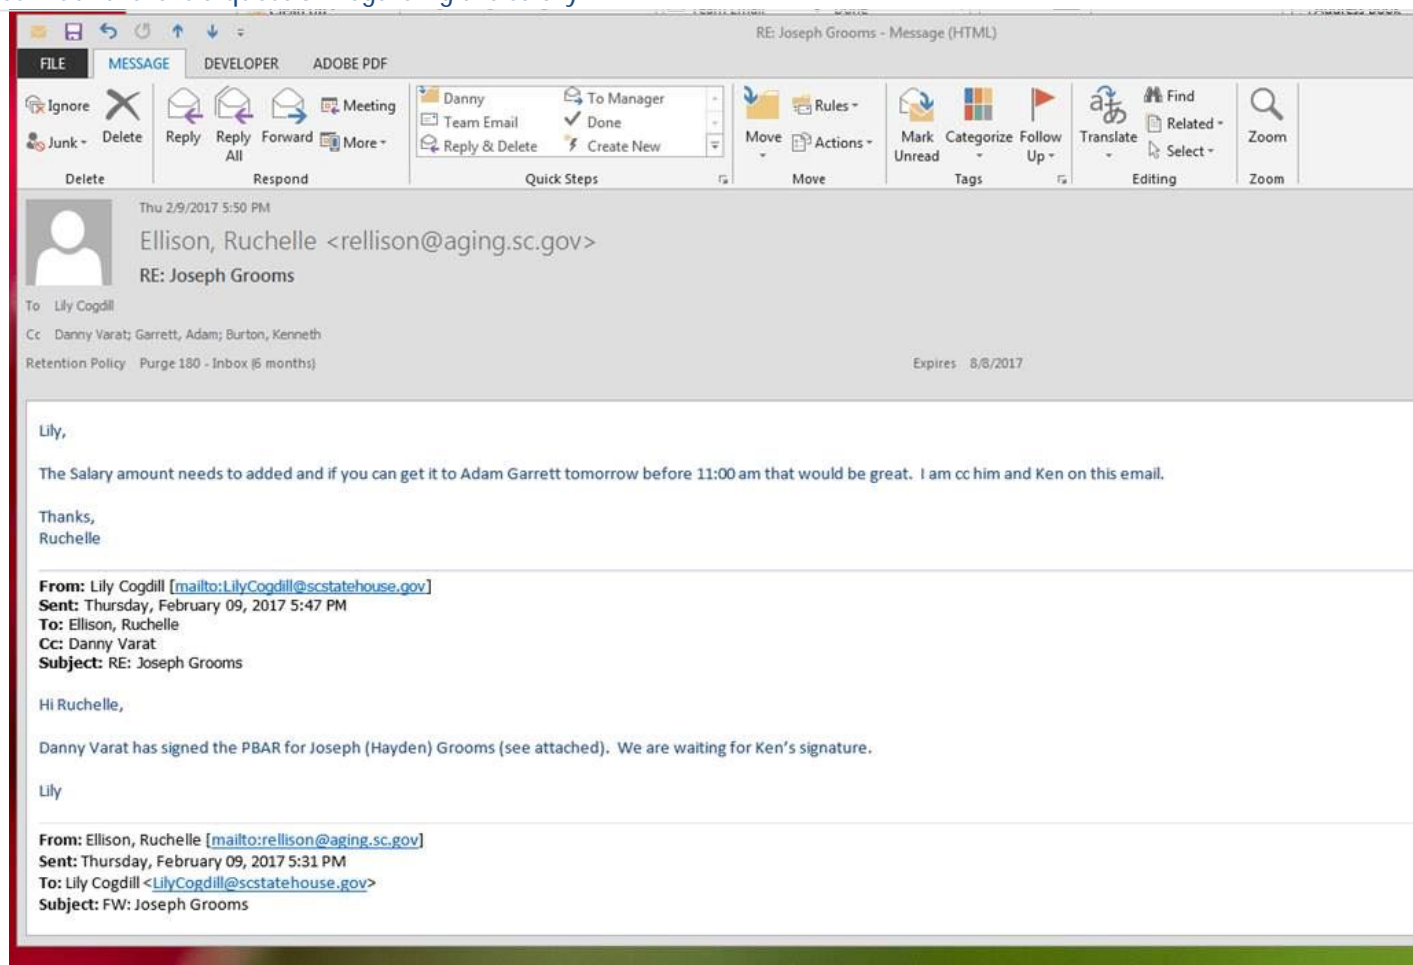 RE: Joseph Grooms - Message (HTML)
FILE MESSAGE DEVELOPER ADOBE PDF
Ignore
Junk
Delete
Reply
Reply All
Forward
Meeting
More
Danny
Team Email
Reply & Delete
To Manager
Done
Create New
Move
Rules
Actions
Mark Unread
Categorize
Follow Up
Translate
Find
Related
Select
Zoom
Delete Respond Quick Steps Move Tags Editing Zoom
Thu 2/9/2017 5:50 PM
Ellison, Ruchelle <rellison@aging.sc.gov>
RE: Joseph Grooms
To Lily Cogdill
Cc Danny Varat; Garrett, Adam; Burton, Kenneth
Retention Policy Purge 180 - Inbox (6 months) Expires 8/8/2017
Lily,
The Salary amount needs to added and if you can get it to Adam Garrett tomorrow before 11:00 am that would be great. I am cc him and Ken on this email.
Thanks,
Ruchelle
From: Lily Cogdill [mailto:LilyCogdill@scstatehouse.gov]
Sent: Thursday, February 09, 2017 5:47 PM
To: Ellison, Ruchelle
Cc: Danny Varat
Subject: RE: Joseph Grooms
Hi Ruchelle,
Danny Varat has signed the PBAR for Joseph (Hayden) Grooms (see attached). We are waiting for Ken's signature.
Lily
From: Ellison, Ruchelle [mailto:rellison@aging.sc.gov]
Sent: Thursday, February 09, 2017 5:31 PM
To: Lily Cogdill <LilyCogdill@scstatehouse.gov>
Subject: FW: Joseph Grooms